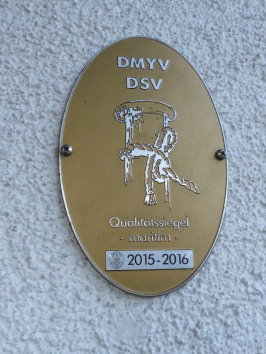 DMYV
DSV
Qualitätssiegel
- maritim -
2015-2016